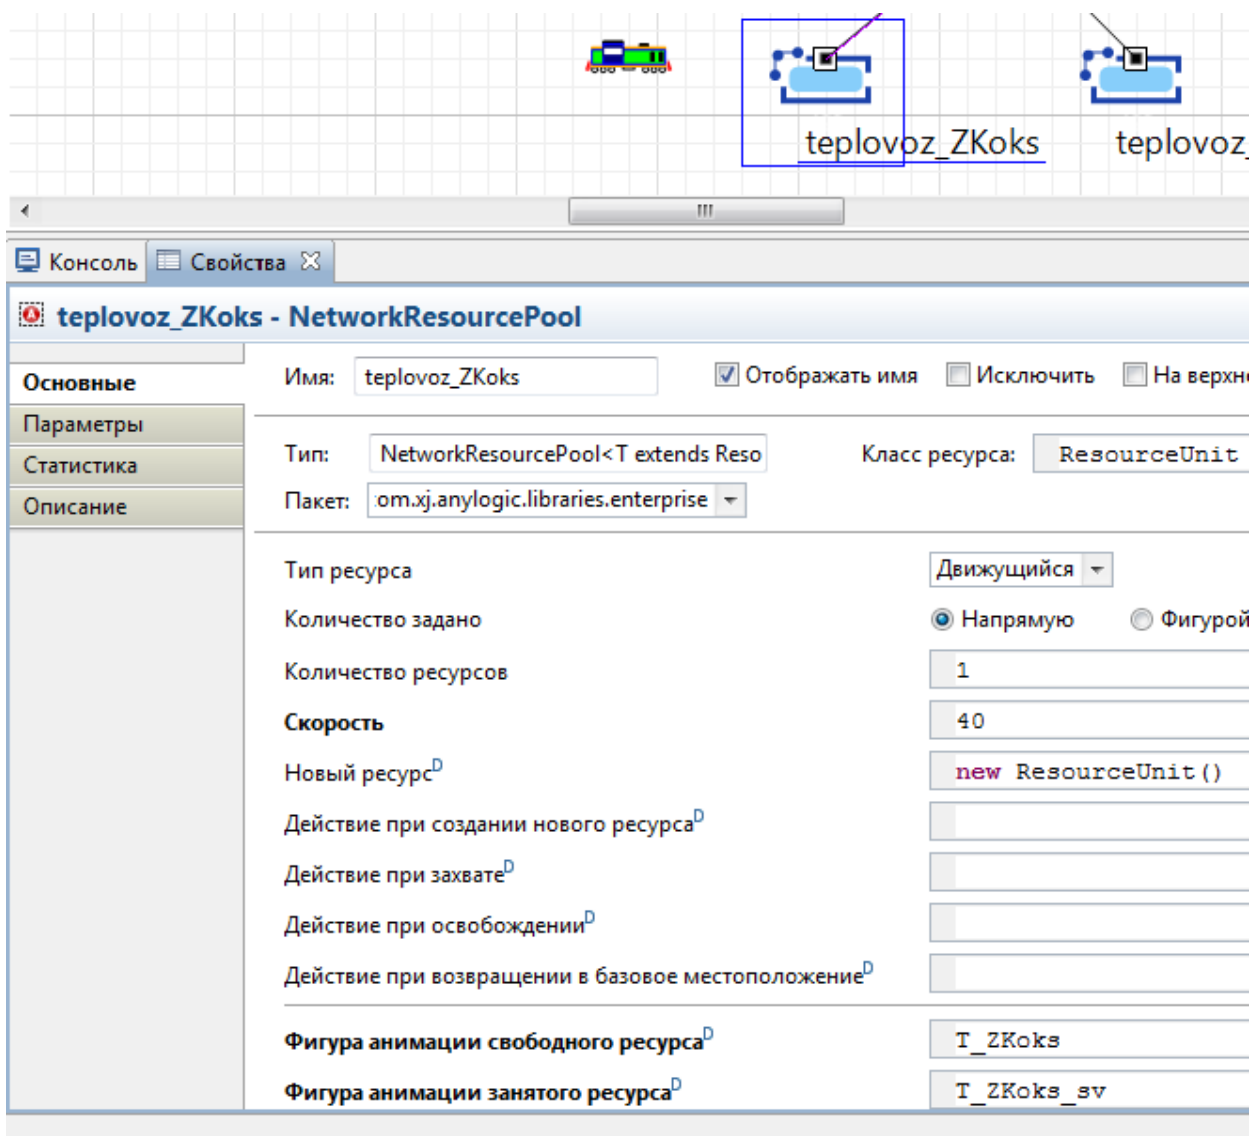 teplovoz_ZKoks teplovoz_
Консоль Свойства
teplovoz_ZKoks - NetworkResourcePool
Основные
Параметры
Статистика
Описание
Имя: teplovoz_ZKoks Отображать имя Исключить На верхн
Тип: NetworkResourcePool<T extends Reso Класс ресурса: ResourceUnit
Пакет: om.xj.anylogic.libraries.enterprise
Тип ресурса Движущийся
Количество задано Напрямую Фигурой
Количество ресурсов 1
Скорость 40
Новый ресурс D new ResourceUnit()
Действие при создании нового ресурса D
Действие при захвате D
Действие при освобождении D
Действие при возвращении в базовое местоположение D
Фигура анимации свободного ресурса D T_ZKoks
Фигура анимации занятого ресурса D T_ZKoks_sv